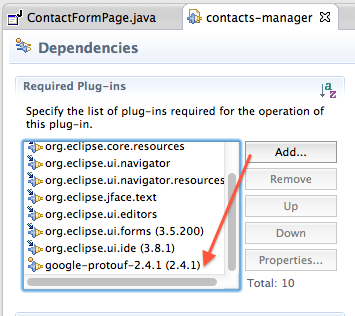 ContactFormPage.java
contacts-manager
Dependencies
Required Plug-ins
Specify the list of plug-ins required for the operation of
this plug-in.
org.eclipse.core.resources
org.eclipse.ui.navigator
org.eclipse.ui.navigator.resources
org.eclipse.jface.text
org.eclipse.ui.editors
org.eclipse.ui.forms (3.5.200)
org.eclipse.ui.ide (3.8.1)
google-protouf-2.4.1 (2.4.1)
Add...
Remove
Up
Down
Properties...
Total: 10